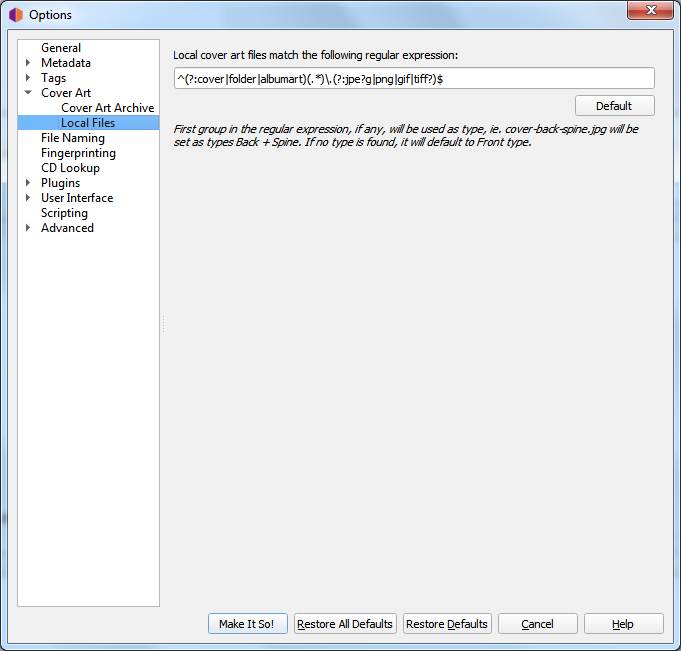 Options
General
Metadata
Tags
Cover Art
Cover Art Archive
Local Files
File Naming
Fingerprinting
CD Lookup
Plugins
User Interface
Scripting
Advanced
Local cover art files match the following regular expression:
^(?:cover|folder|albumart)(.*)\.(?:jpe?g|png|gif|tiff?)$
Default
First group in the regular expression, if any, will be used as type, ie. cover-back-spine.jpg will be
set as types Back + Spine. If no type is found, it will default to Front type.
Make It So!
Restore All Defaults
Restore Defaults
Cancel
Help